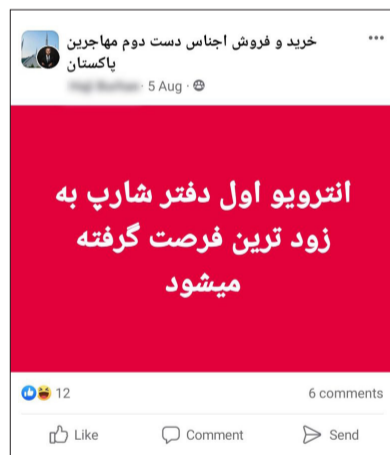 خرید و فروش اجناس دست دوم مهاجرین
پاکستان
· 5 Aug ·
انترویو اول دفتر شارپ به
زود ترین فرصت گرفته
میشود
12
6 comments
Like
Comment
Send